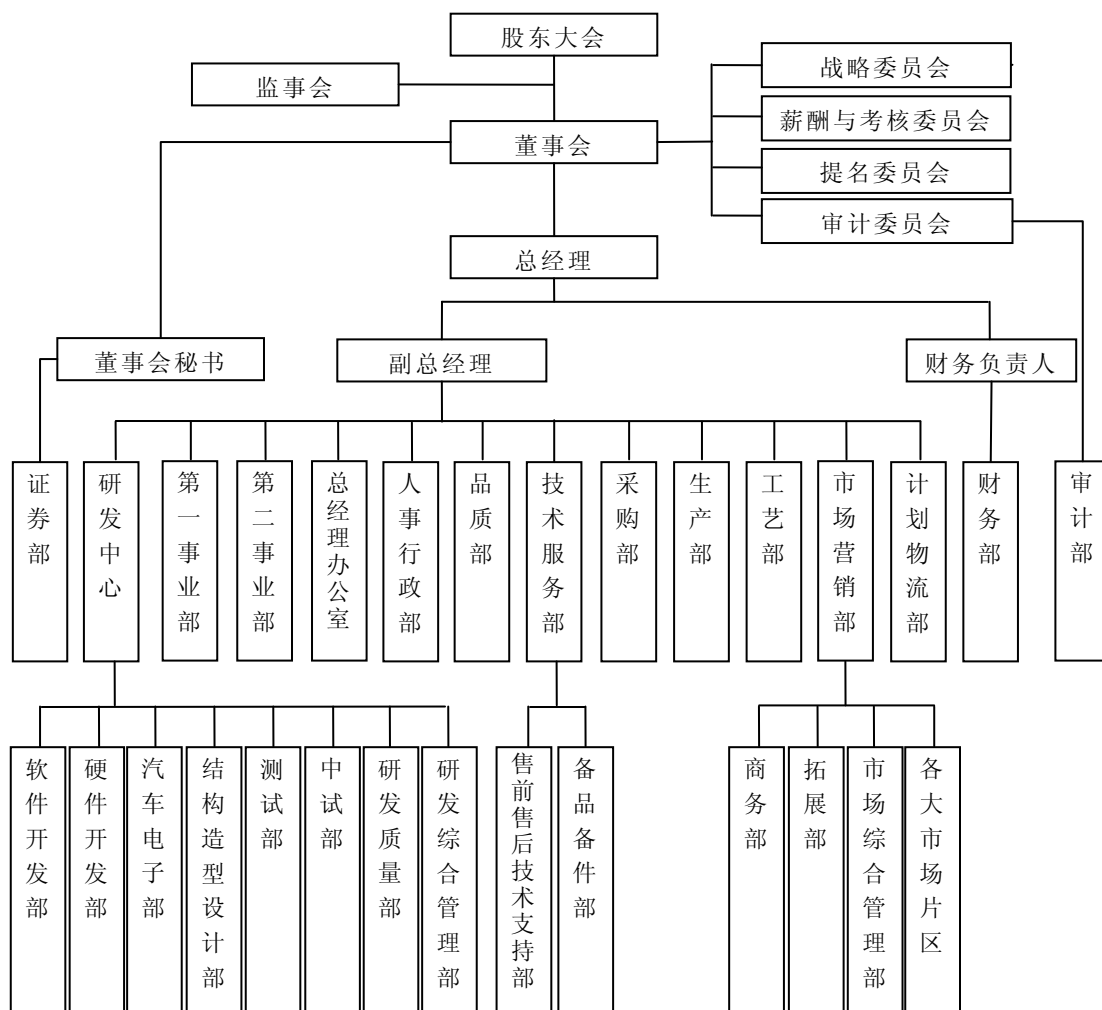 股东大会
战略委员会
监事会
薪酬与考核委员会
董事会
提名委员会
审计委员会
总经理
董事会秘书
副总经理
财务负责人
证券部
研发中心
第一事业部
第二事业部
总经理办公室
人事行政部
品质部
技术服务部
采购部
生产部
工艺部
市场营销部
计划物流部
财务部
审计部
软件开发部
硬件开发部
汽车电子部
结构造型设计部
测试部
中试部
研发质量部
研发综合管理部
售前售后技术支持部
备品备件部
商务部
拓展部
市场综合管理部
各大市场片区